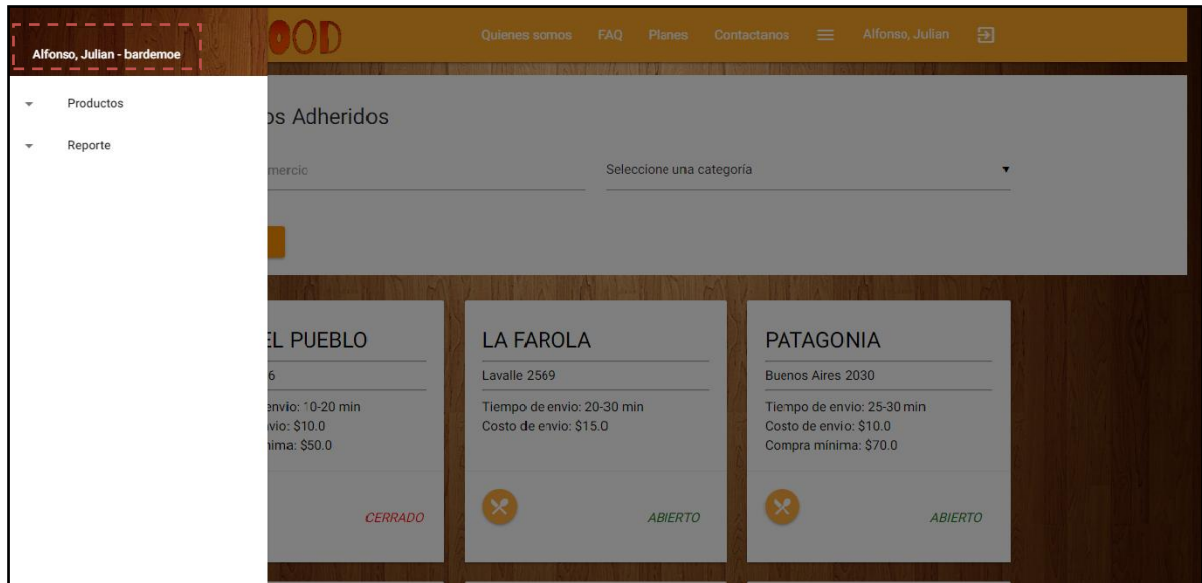 OOD
Quienes somos FAQ Planes Contactanos Alfonso, Julian
Alfonso, Julian - bardemoe
Productos
Reporte
os Adheridos
mercio Seleccione una categoría
EL PUEBLO
6
envio: 10-20 min
vio: $10.0
nima: $50.0
CERRADO
LA FAROLA
Lavalle 2569
Tiempo de envio: 20-30 min
Costo de envio: $15.0
ABIERTO
PATAGONIA
Buenos Aires 2030
Tiempo de envio: 25-30 min
Costo de envio: $10.0
Compra mínima: $70.0
ABIERTO